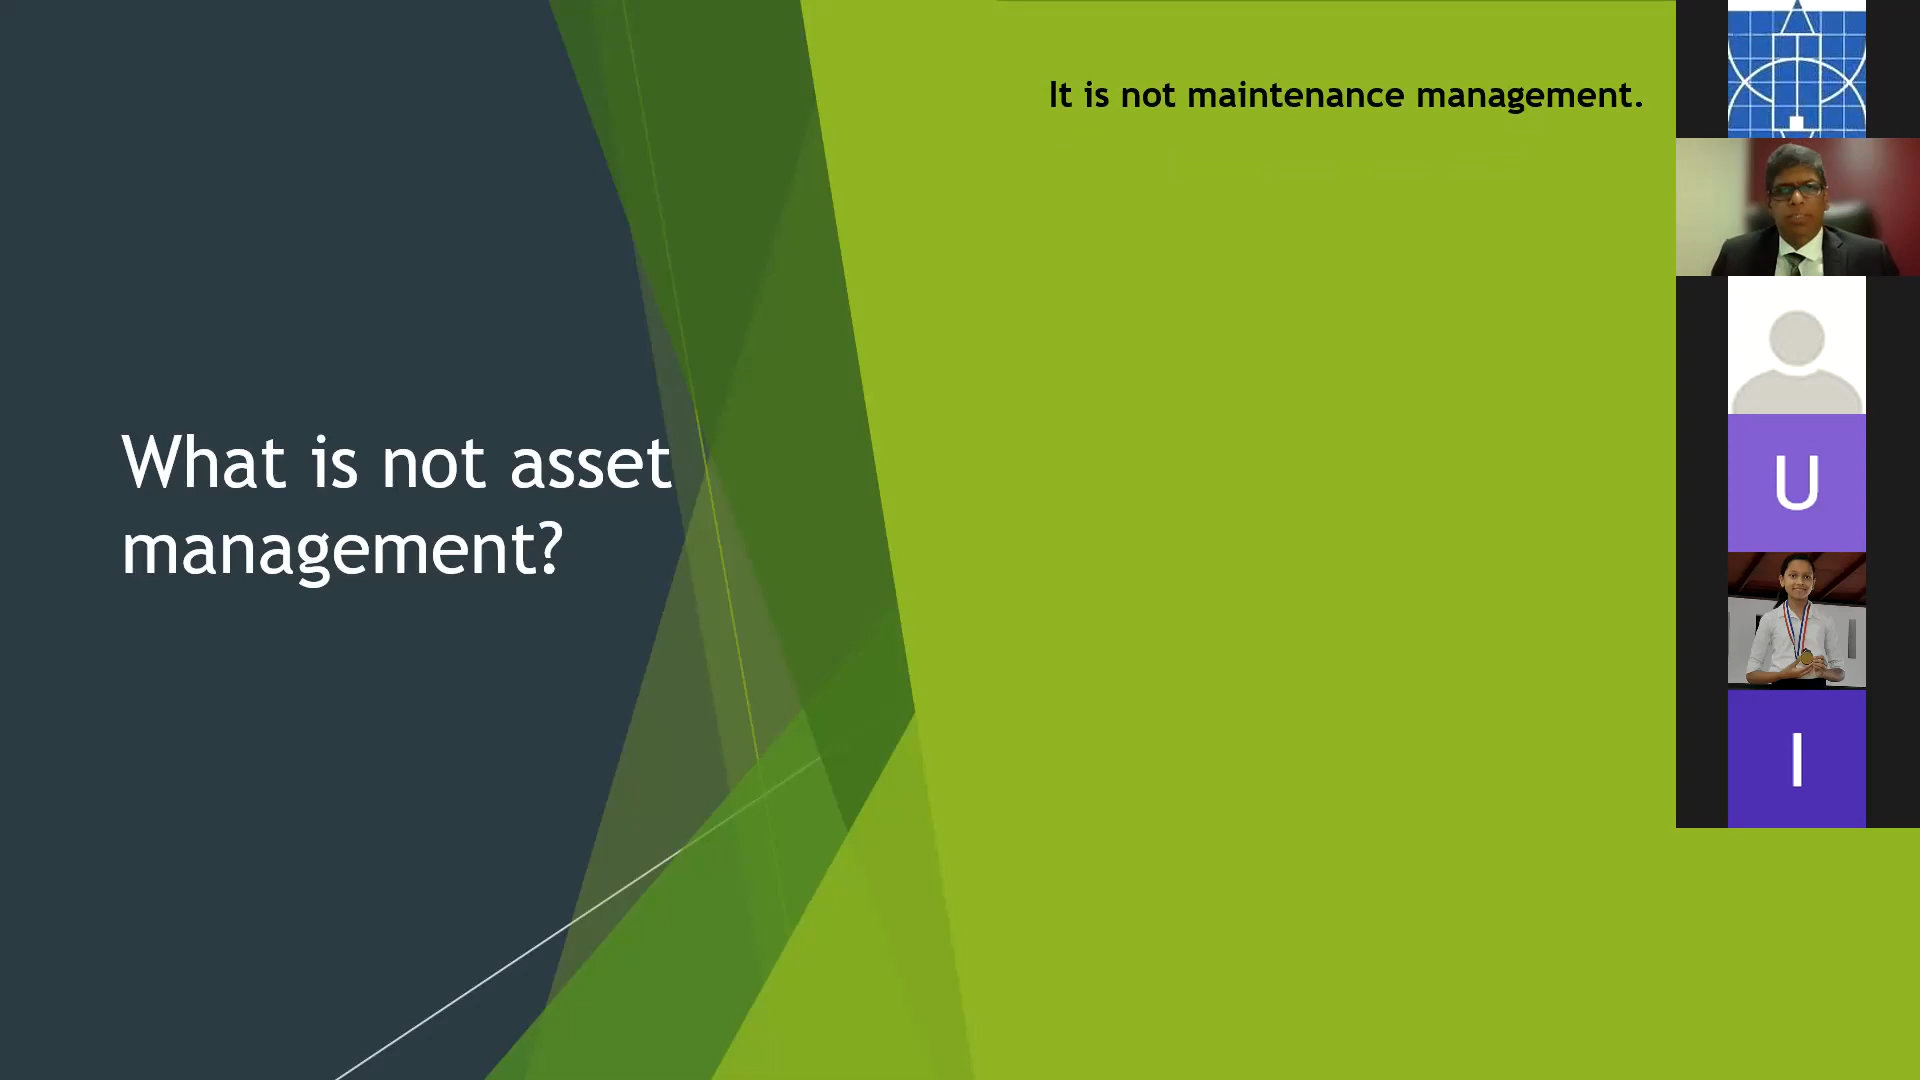 It is not maintenance management.
What is not asset
management?
U
I